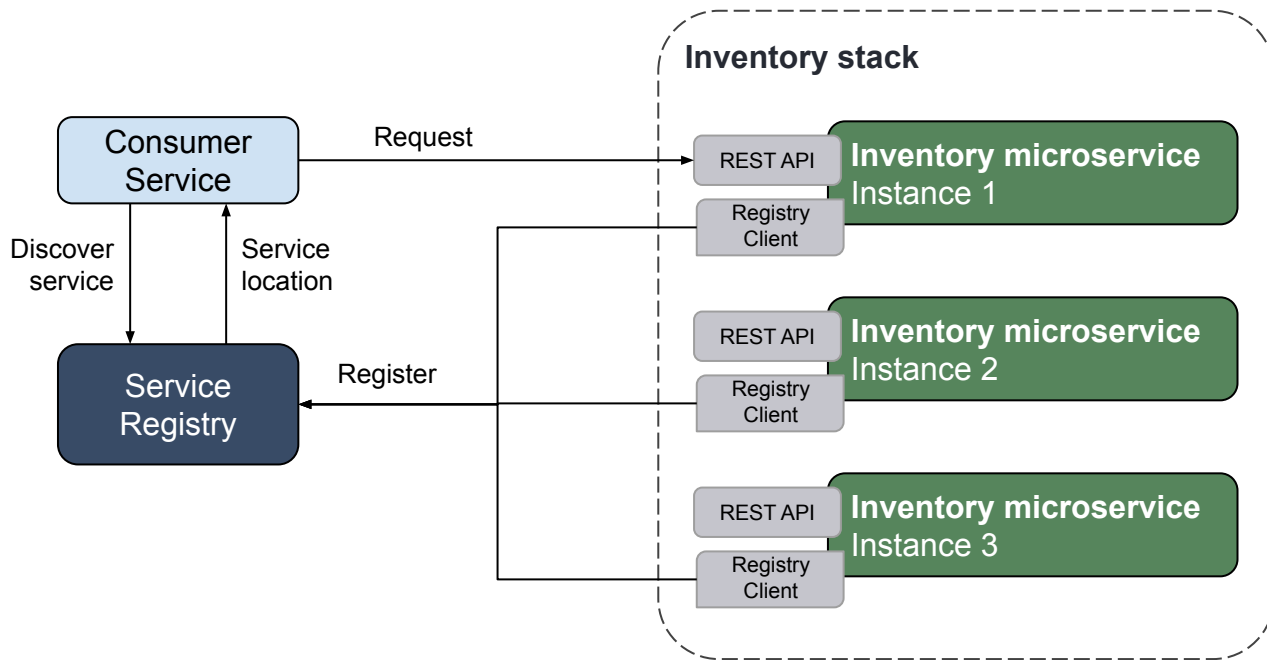 Inventory stack
Consumer
Service
Request
REST API
Inventory microservice
Instance 1
Registry
Client
Discover
service
Service
location
REST API
Inventory microservice
Instance 2
Registry
Client
Service
Registry
Register
REST API
Inventory microservice
Instance 3
Registry
Client